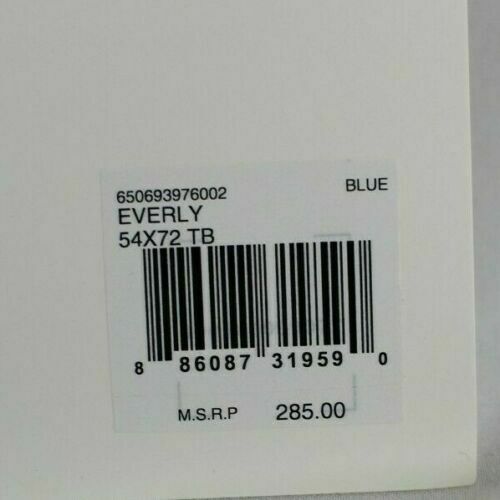 650693976002 BLUE
EVERLY
54X72 TB
8 86087 31959 0
M.S.R.P 285.00